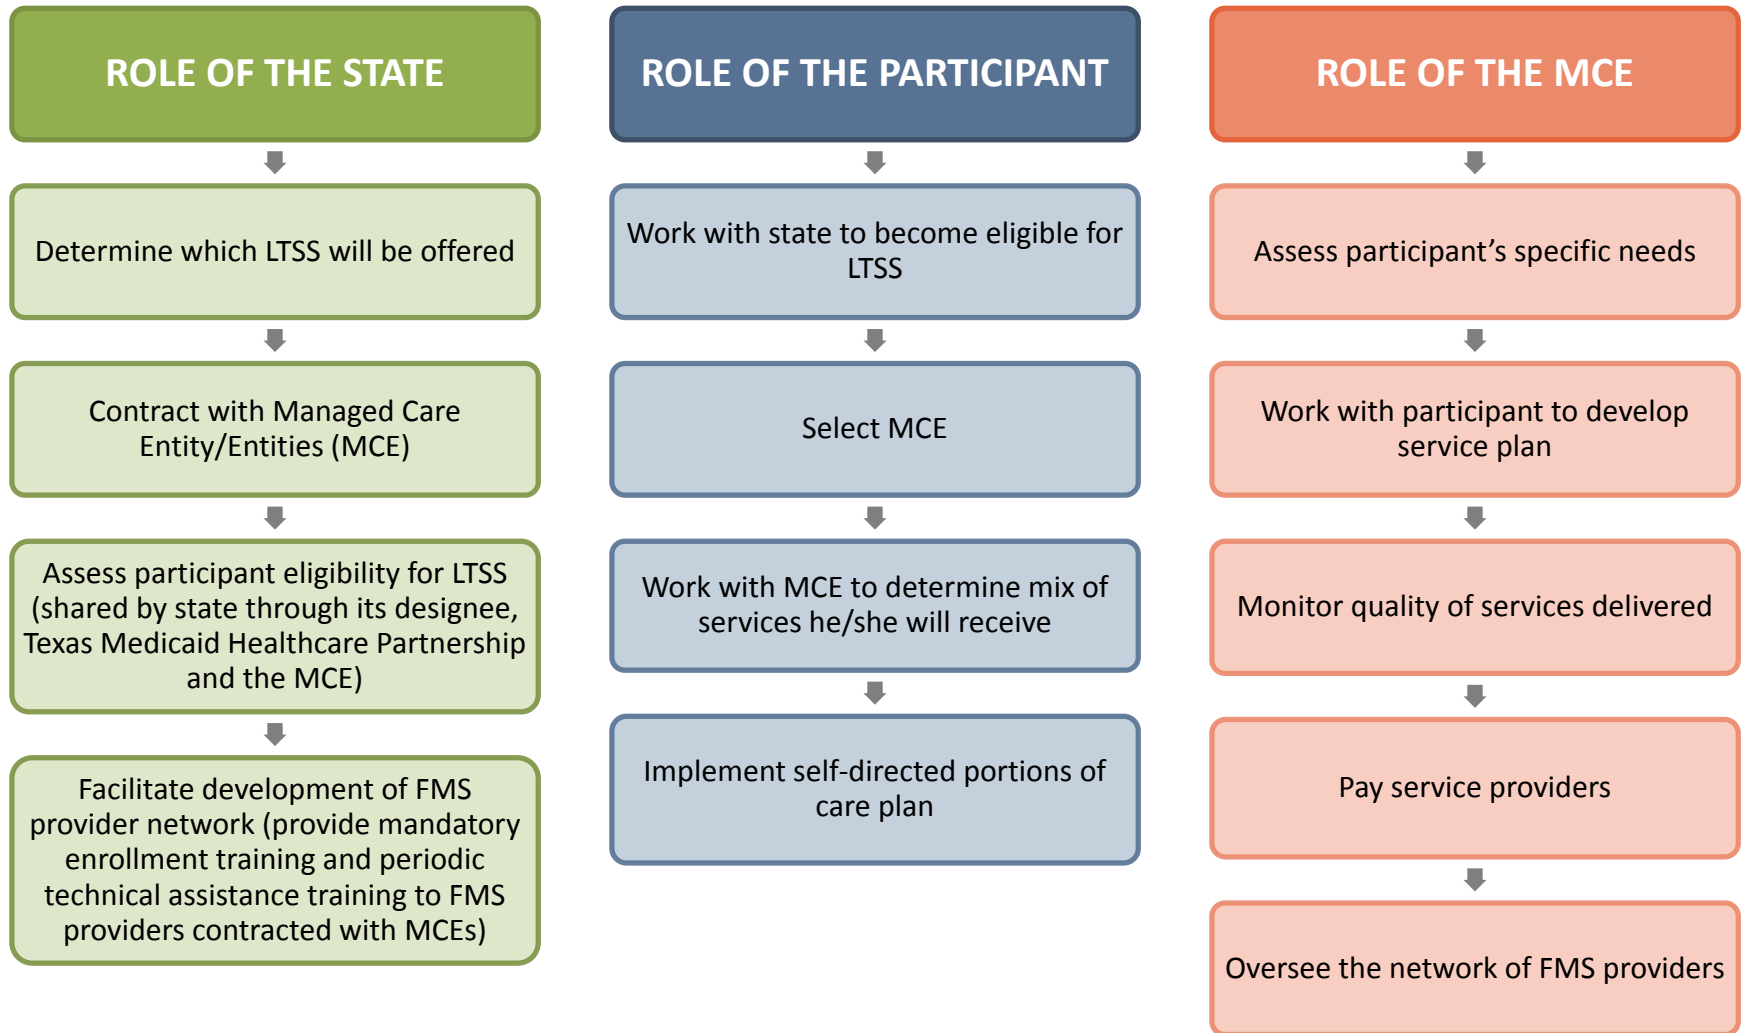 ROLE OF THE STATE
Determine which LTSS will be offered
Contract with Managed Care
Entity/Entities (MCE)
Assess participant eligibility for LTSS
(shared by state through its designee,
Texas Medicaid Healthcare Partnership
and the MCE)
Facilitate development of FMS
provider network (provide mandatory
enrollment training and periodic
technical assistance training to FMS
providers contracted with MCEs)
ROLE OF THE PARTICIPANT
Work with state to become eligible for
LTSS
Select MCE
Work with MCE to determine mix of
services he/she will receive
Implement self-directed portions of
care plan
ROLE OF THE MCE
Assess participant’s specific needs
Work with participant to develop
service plan
Monitor quality of services delivered
Pay service providers
Oversee the network of FMS providers